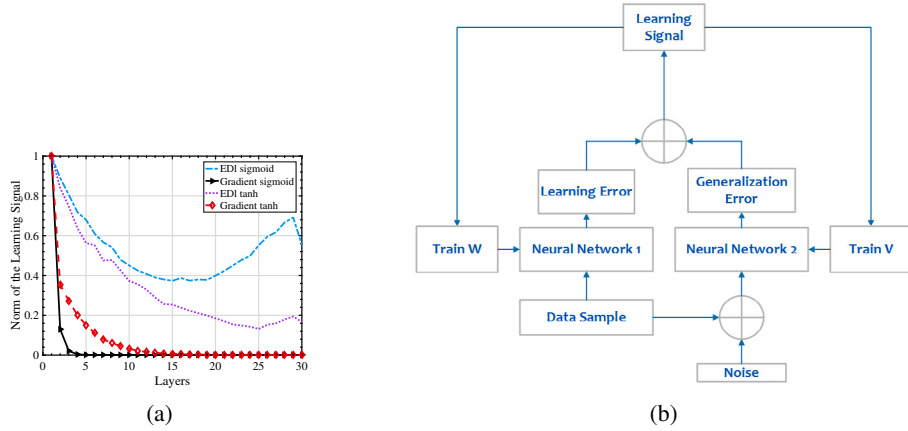 Norm of the Learning Signal
1
0.8
0.6
0.4
0.2
0
EDl sigmoid
Gradient sigmoid
EDl tanh
Gradient tanh
0
5
10
15
20
25
30
Layers
(a)
Learning
Signal
Learning Error
Generalization
Error
Train W
Neural Network 1
Neural Network 2
Train V
Data Sample
Noise
(b)